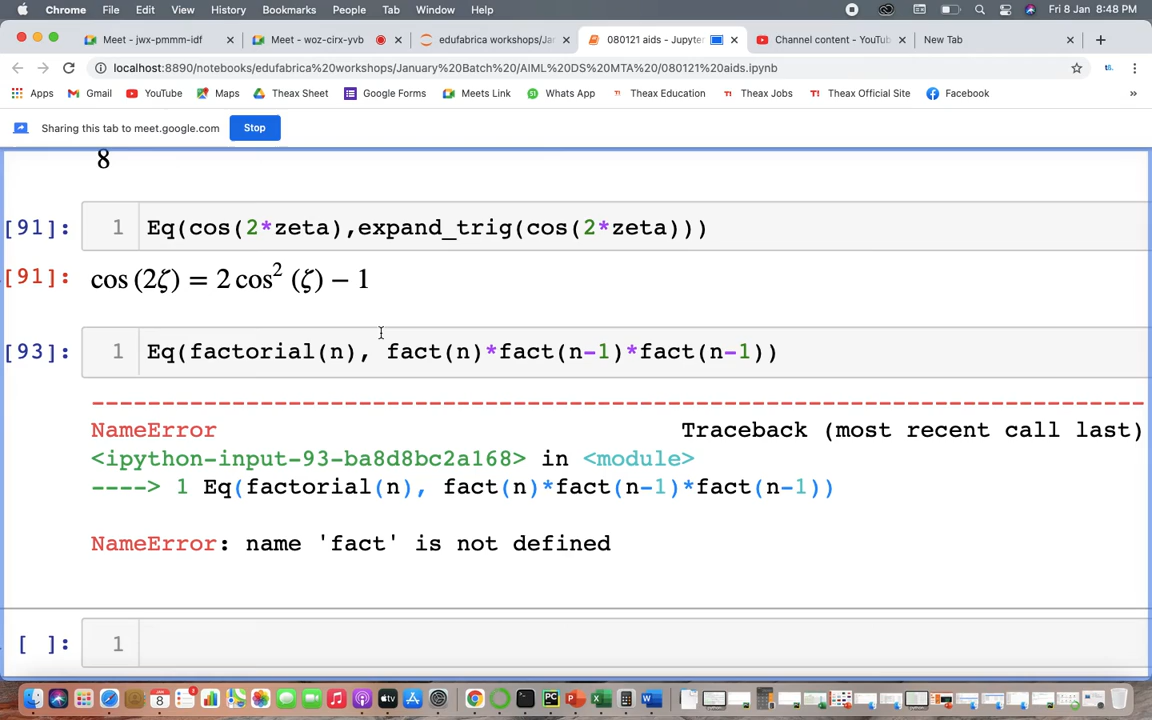 Chrome File Edit View History Bookmarks People Tab Window Help Fri 8 Jan 8:48 PM
Meet - jwx-pmmm-idf Meet - woz-cirx-yvb edufabrica workshops/Jan 080121 aids - Jupyter Channel content - YouTu New Tab
localhost:8890/notebooks/edufabrica%20workshops/January%20Batch%20/AIML%20DS%20MTA%20/080121%20aids.ipynb
Apps Gmail YouTube Maps Theax Sheet Google Forms Meets Link Whats App Theax Education Theax Jobs Theax Official Site Facebook »
Sharing this tab to meet.google.com Stop
8
[91]: 1 Eq(cos(2*zeta),expand_trig(cos(2*zeta)))
[91]: cos (2ζ) = 2 cos² (ζ) − 1
[93]: 1 Eq(factorial(n), fact(n)*fact(n-1)*fact(n-1))
---------------------------------------------------------------------------
NameError Traceback (most recent call last)
<ipython-input-93-ba8d8bc2a168> in <module>
----> 1 Eq(factorial(n), fact(n)*fact(n-1)*fact(n-1))
NameError: name 'fact' is not defined
[ ]: 1